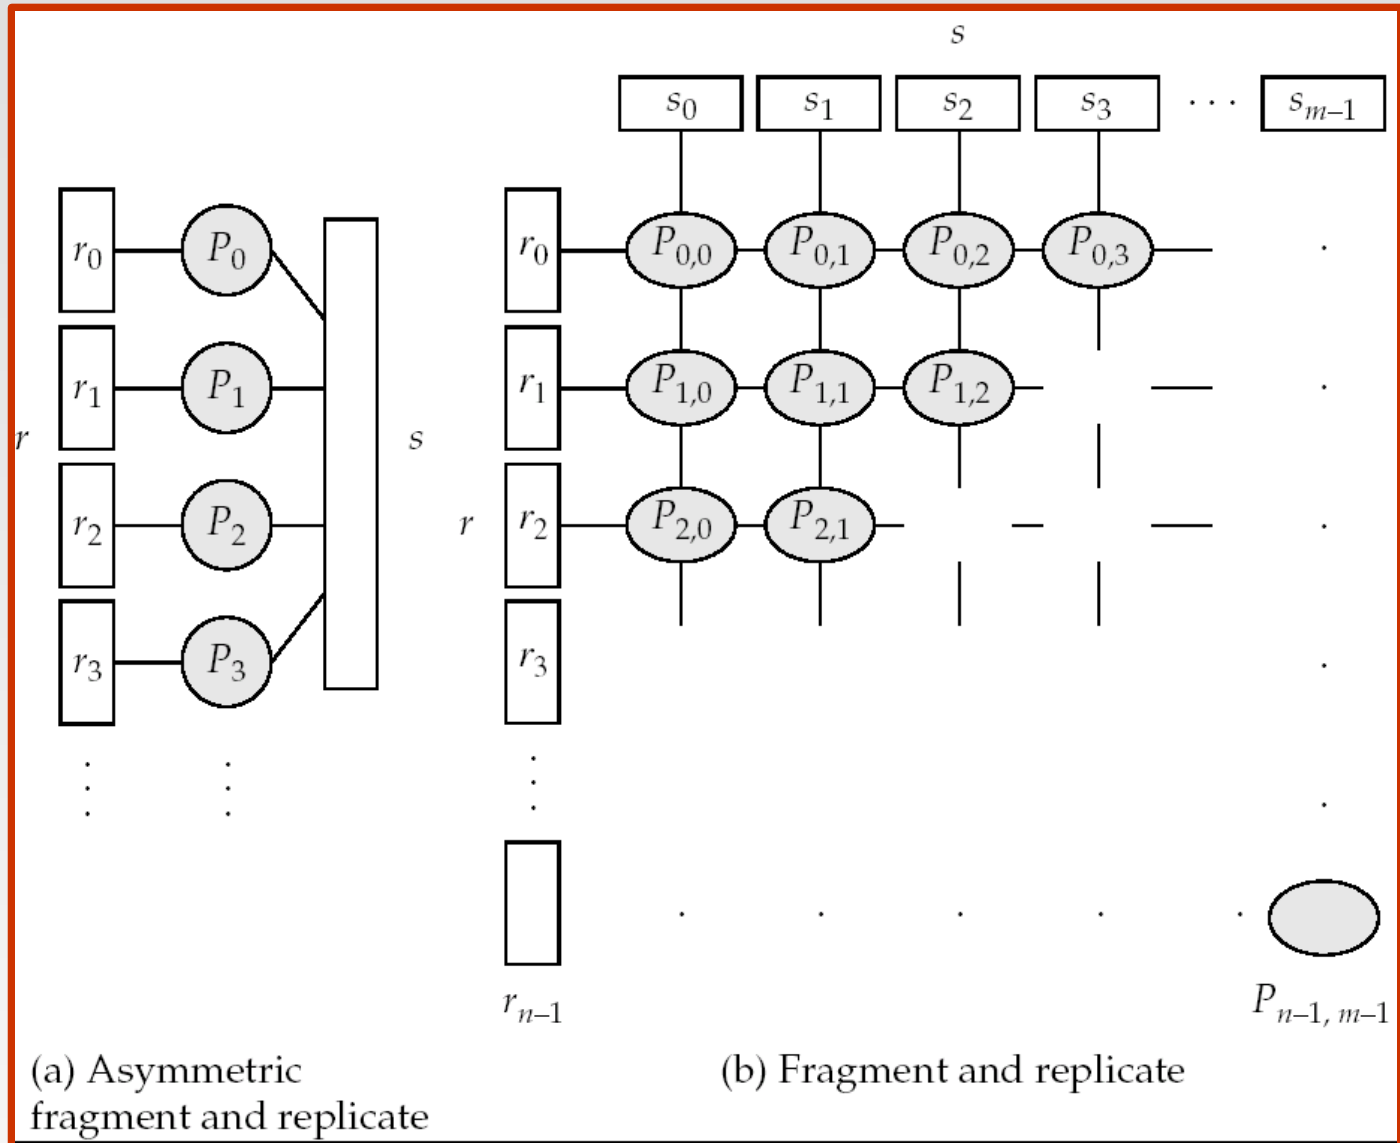 s
s0 s1 s2 s3 · · · sm–1
r0 P0
r1 P1
r2 P2
r3 P3
r
s
r0 P0,0 P0,1 P0,2 P0,3
r1 P1,0 P1,1 P1,2
r2 P2,0 P2,1
r3
r
rn–1
Pn–1, m–1
(a) Asymmetric
fragment and replicate
(b) Fragment and replicate